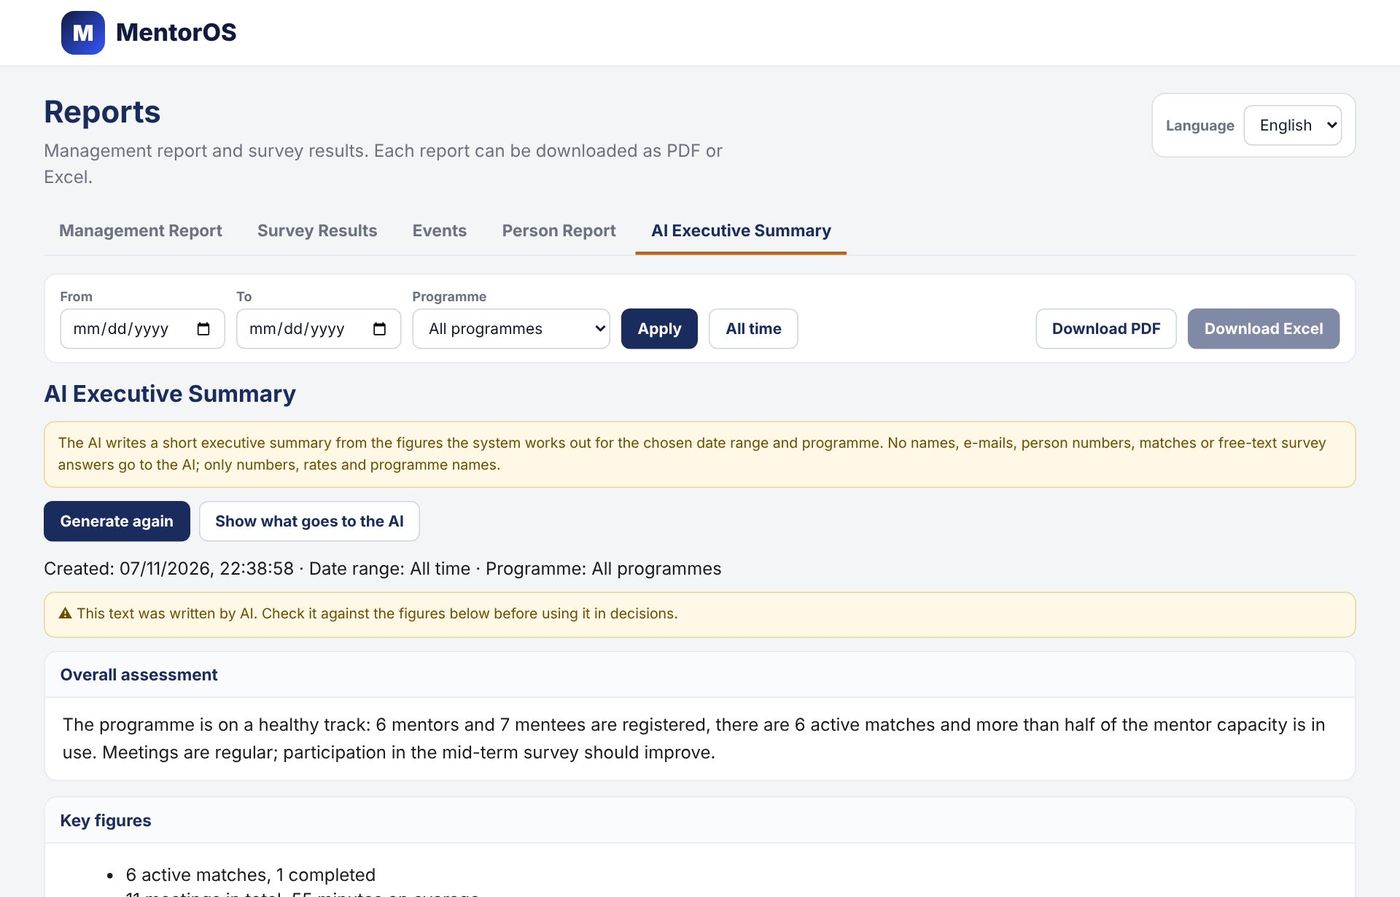 M MentorOS
Reports
Management report and survey results. Each report can be downloaded as PDF or
Excel.
Language English
Management Report Survey Results Events Person Report AI Executive Summary
From To Programme
mm/dd/yyyy mm/dd/yyyy All programmes Apply All time Download PDF Download Excel
AI Executive Summary
The AI writes a short executive summary from the figures the system works out for the chosen date range and programme. No names, e-mails, person numbers, matches or free-text survey
answers go to the AI; only numbers, rates and programme names.
Generate again Show what goes to the AI
Created: 07/11/2026, 22:38:58 · Date range: All time · Programme: All programmes
⚠ This text was written by AI. Check it against the figures below before using it in decisions.
Overall assessment
The programme is on a healthy track: 6 mentors and 7 mentees are registered, there are 6 active matches and more than half of the mentor capacity is in
use. Meetings are regular; participation in the mid-term survey should improve.
Key figures
• 6 active matches, 1 completed
11 meetings in total, 55 minutes on average